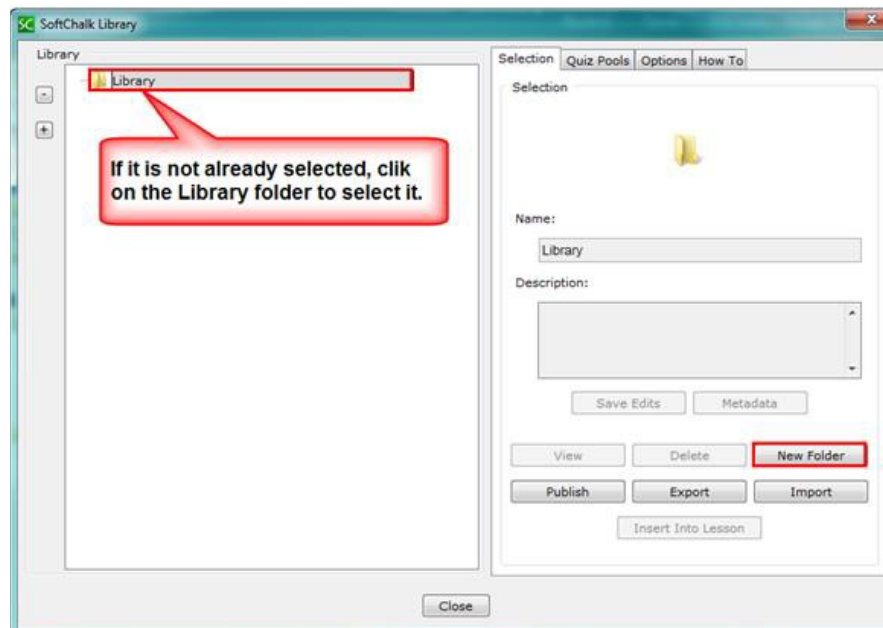 SC SoftChalk Library
Library
Library
If it is not already selected, clik
on the Library folder to select it.
Selection Quiz Pools Options How To
Selection
Name:
Library
Description:
Save Edits Metadata
View Delete New Folder
Publish Export Import
Insert Into Lesson
Close